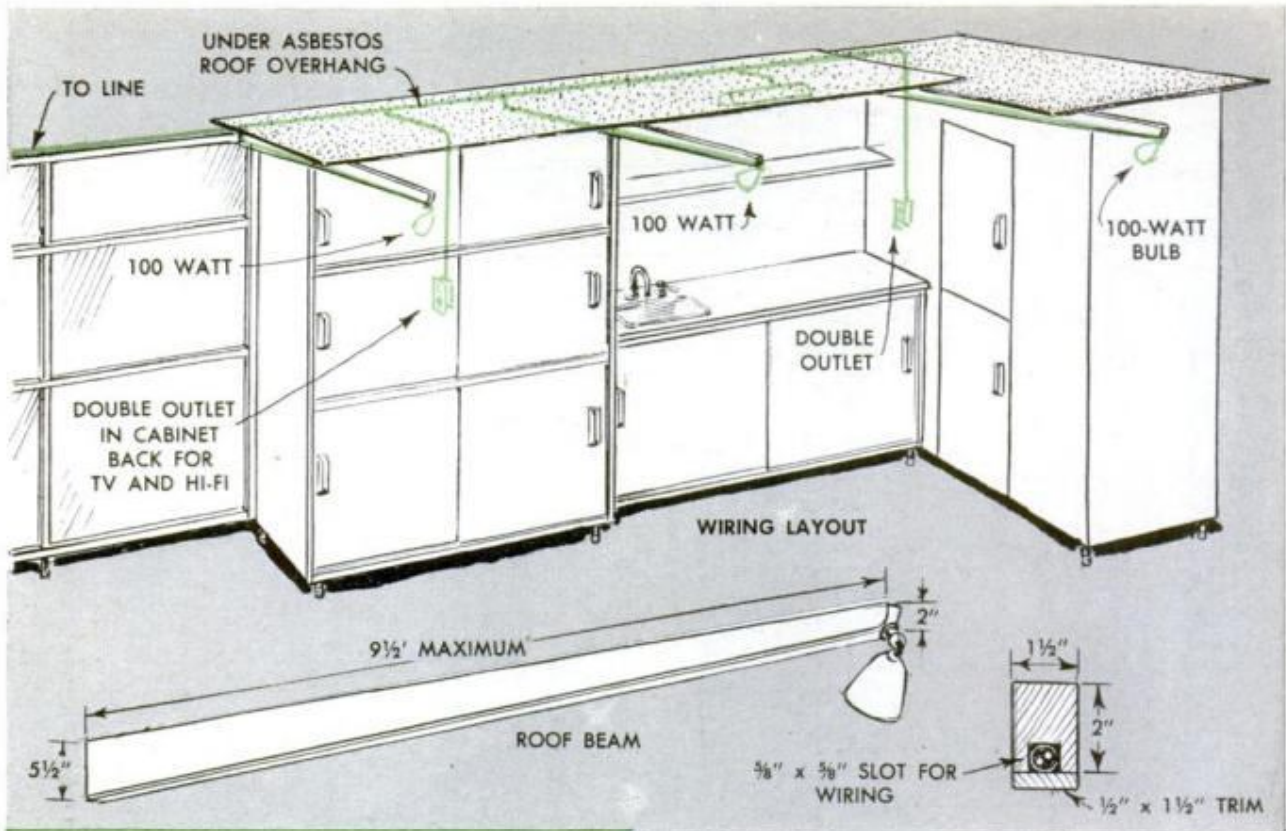 UNDER ASBESTOS
ROOF OVERHANG
TO LINE
100 WATT
100 WATT
100-WATT
BULB
DOUBLE
OUTLET
DOUBLE OUTLET
IN CABINET
BACK FOR
TV AND HI-FI
WIRING LAYOUT
9½' MAXIMUM
2"
5½"
ROOF BEAM
1½"
2"
⅝" x ⅝" SLOT FOR
WIRING
½" x 1½" TRIM